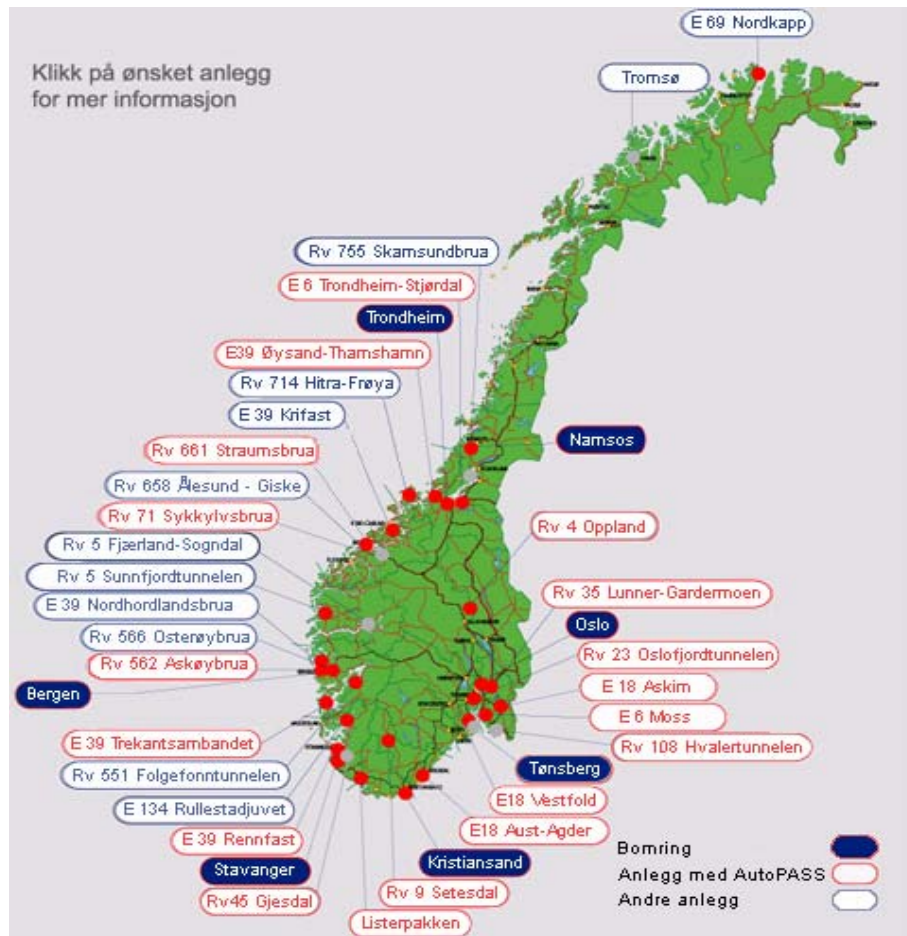 E 69 Nordkapp
Klikk på ønsket anlegg
for mer informasjon
Tromsø
Rv 755 Skarnsundbrua
E 6 Trondheim-Stjørdal
Trondheim
E39 Øysand-Thamshamn
Rv 714 Hitra-Frøya
E 39 Krifast
Namsos
Rv 661 Straumsbrua
Rv 658 Ålesund - Giske
Rv 71 Sykkylvsbrua
Rv 4 Oppland
Rv 5 Fjærland-Sogndal
Rv 5 Sunnfjordtunnelen
Rv 35 Lunner-Gardermoen
E 39 Nordhordlandsbrua
Oslo
Rv 566 Osterøybrua
Rv 23 Oslofjordtunnelen
Rv 562 Askøybrua
Bergen
E 18 Askim
E 6 Moss
E 39 Trekantsambandet
Rv 108 Hvalertunnelen
Rv 551 Folgefonntunnelen
Tønsberg
E 134 Rullestadjuvet
E18 Vestfold
E 39 Rennfast
E18 Aust-Agder
Stavanger
Kristiansand
Rv45 Gjesdal
Rv 9 Setesdal
Listerpakken
Bomring
Anlegg med AutoPASS
Andre anlegg